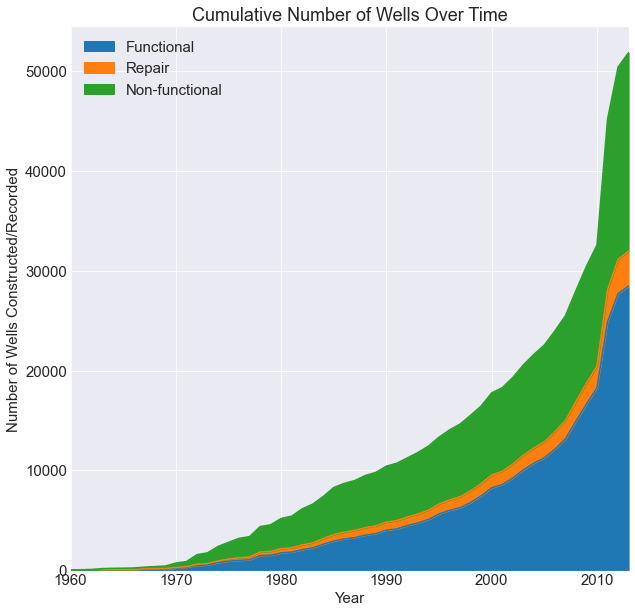 Cumulative Number of Wells Over Time
Functional
Repair
Non-functional
50000
40000
30000
20000
10000
0
Number of Wells Constructed/Recorded
1960 1970 1980 1990 2000 2010
Year